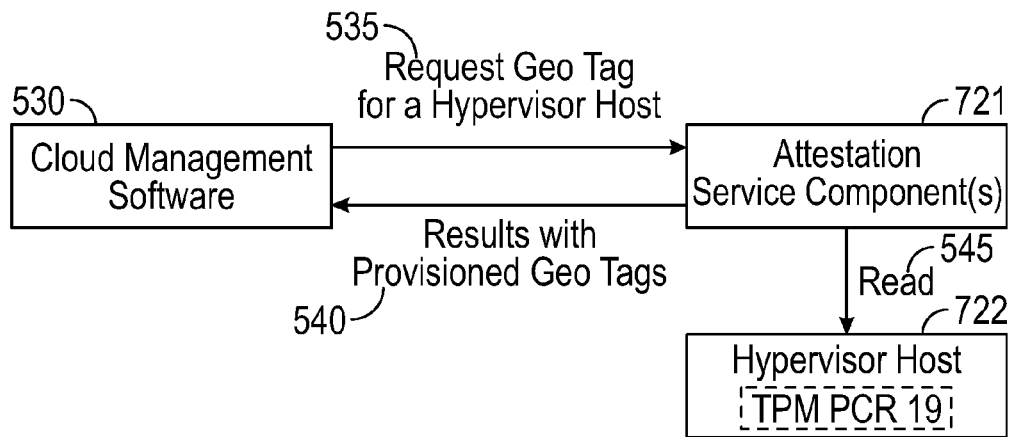 535
Request Geo Tag
for a Hypervisor Host
530
721
Cloud Management
Software
Attestation
Service Component(s)
Results with
Provisioned Geo Tags
540
545
Read
722
Hypervisor Host
TPM PCR 19